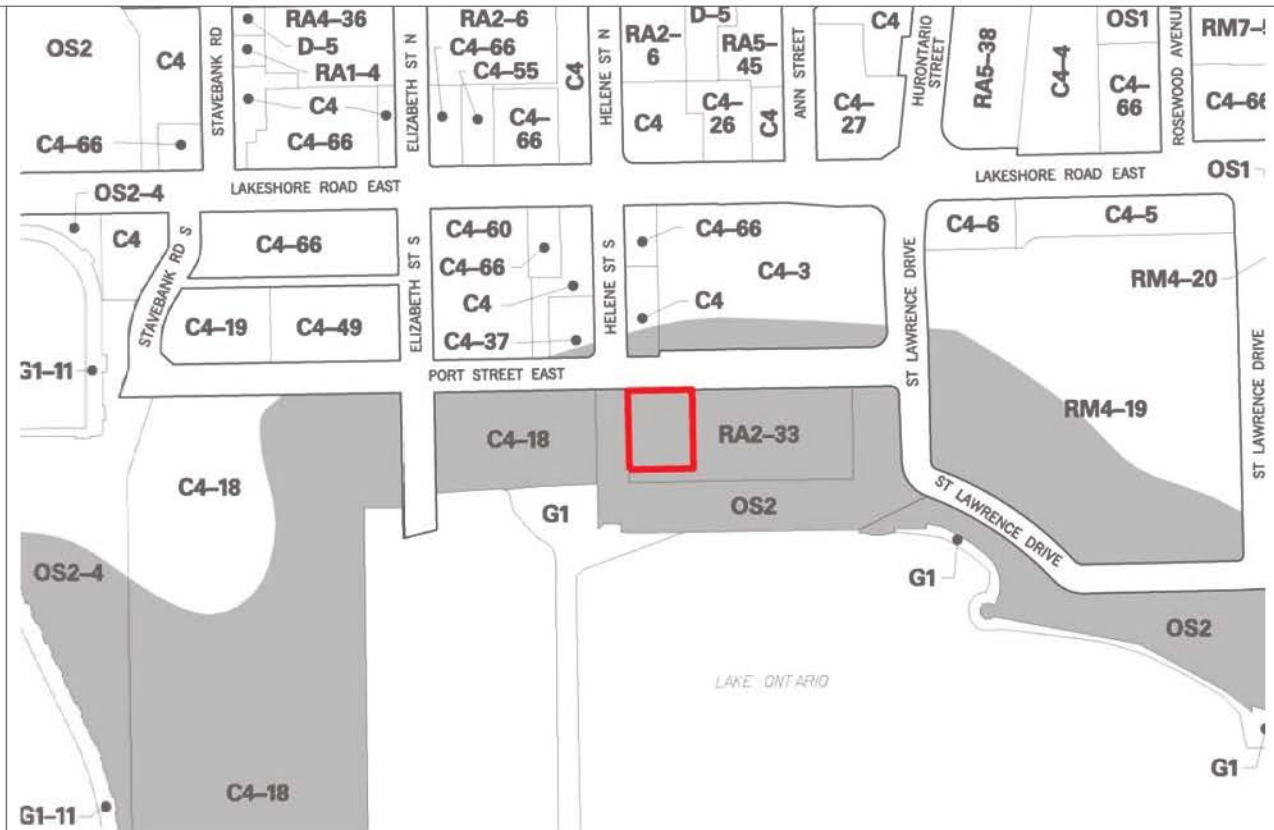 OS2
C4
STAVEBANK RD
RA4–36
D–5
RA1–4
C4
C4–66
C4–66
ELIZABETH ST N
RA2–6
C4–66
C4–55
C4–
66
C4
HELENE ST N
RA2–
6
D–5
RA5–
45
C4
C4–
26
C4
ANN STREET
C4
C4–
27
HURONTARIO
STREET
RA5–38
C4–4
OS1
C4–
66
ROSEWOOD
RM7–
C4–66
LAKESHORE ROAD EAST
LAKESHORE ROAD EAST
OS1
OS2–4
C4
STAVEBANK RD S
C4–66
C4–19
C4–49
ELIZABETH ST S
C4–60
C4–66
C4
C4–37
HELENE ST S
C4–66
C4–3
C4
ST LAWRENCE DRIVE
C4–6
C4–5
RM4–20
RM4–19
ST LAWRENCE DRIVE
G1–11
PORT STREET EAST
C4–18
C4–18
RA2–33
OS2
G1
ST LAWRENCE DRIVE
G1
OS2
OS2–4
LAKE ONTARIO
C4–18
G1–11
G1